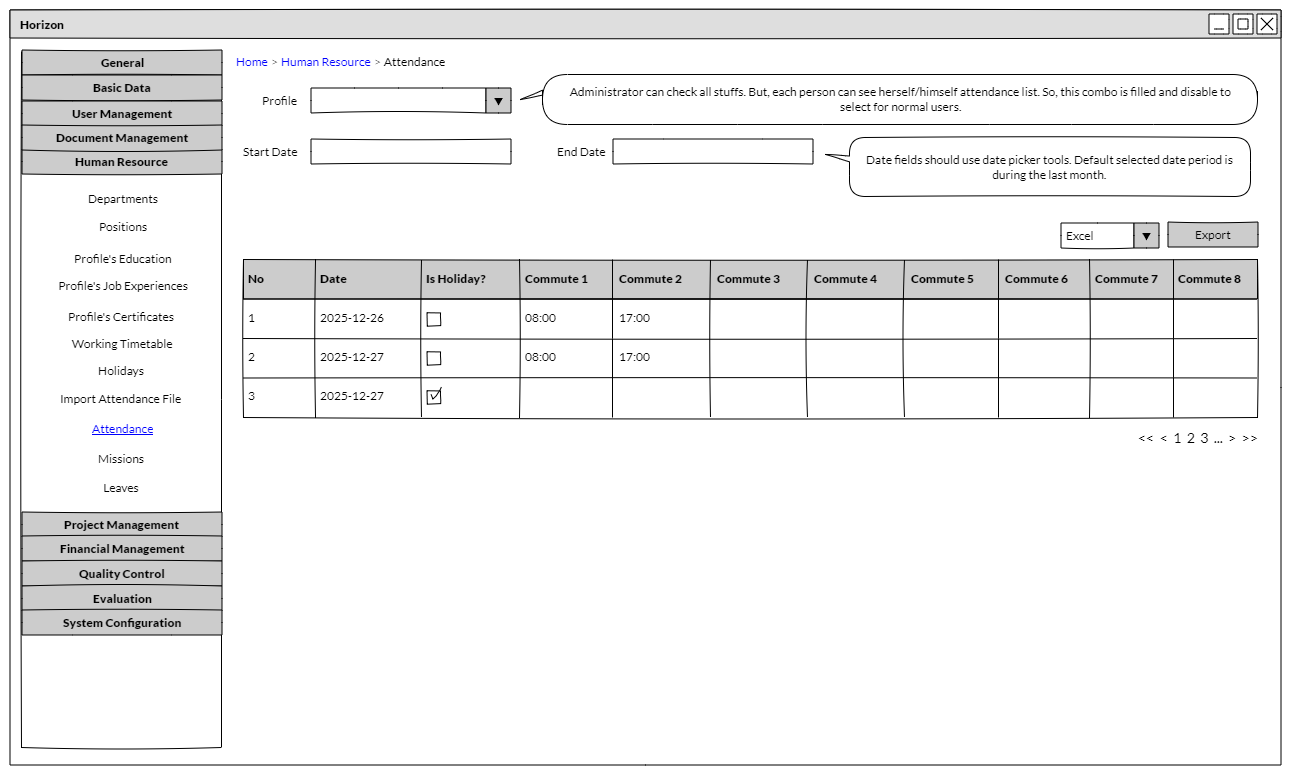 Horizon
General
Basic Data
User Management
Document Management
Human Resource
Departments
Positions
Profile's Education
Profile's Job Experiences
Profile's Certificates
Working Timetable
Holidays
Import Attendance File
Attendance
Missions
Leaves
Project Management
Financial Management
Quality Control
Evaluation
System Configuration
Home > Human Resource > Attendance
Profile
Administrator can check all stuffs. But, each person can see herself/himself attendance list. So, this combo is filled and disable to
select for normal users.
Start Date
End Date
Date fields should use date picker tools. Default selected date period is
during the last month.
Excel
Export
No Date Is Holiday? Commute 1 Commute 2 Commute 3 Commute 4 Commute 5 Commute 6 Commute 7 Commute 8
1 2025-12-26 08:00 17:00
2 2025-12-27 08:00 17:00
3 2025-12-27
<< < 1 2 3 ... > >>